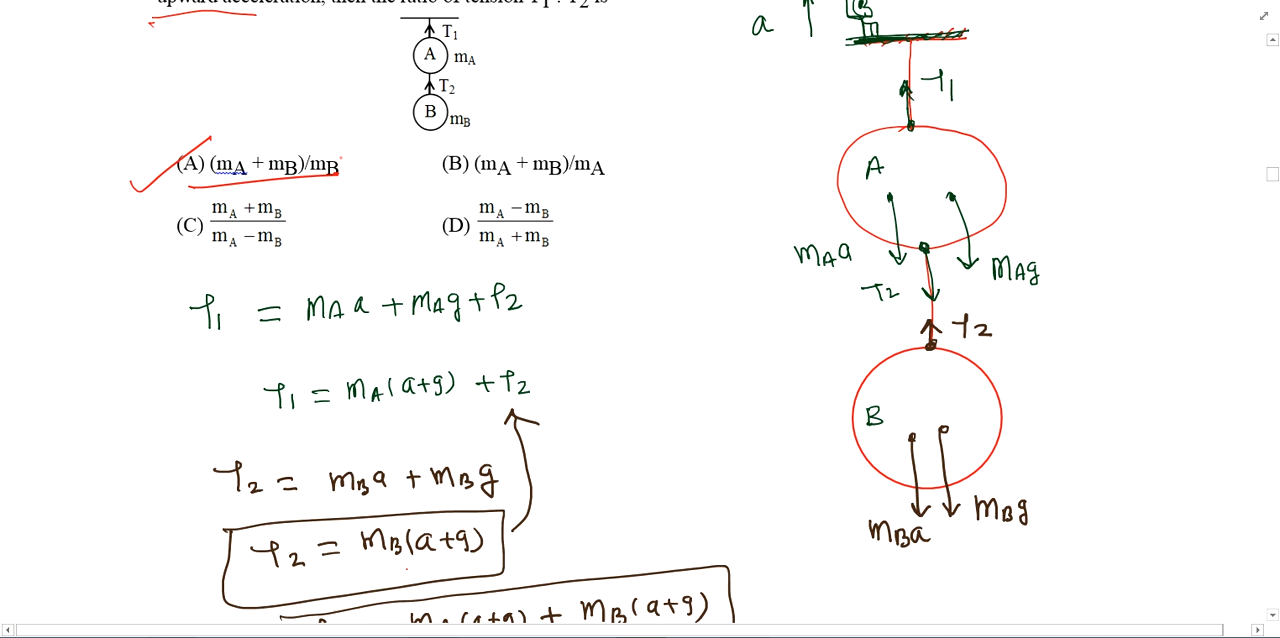 upward acceleration, then the ratio of tension T₁ : T₂ is
T₁
A mA
T₂
B mB
(A) (mA + mB)/mB
(B) (mA + mB)/mA
(C) mA + mB / mA − mB
(D) mA − mB / mA + mB
T₁ = mAa + mAg + T₂
T₁ = mA(a+g) + T₂
T₂ = mBa + mBg
T₂ = mB(a+g)
mA(a+g) + mB(a+g)
a
T₁
A
mAa
mAg
T₂
T₂
B
mBa
mBg